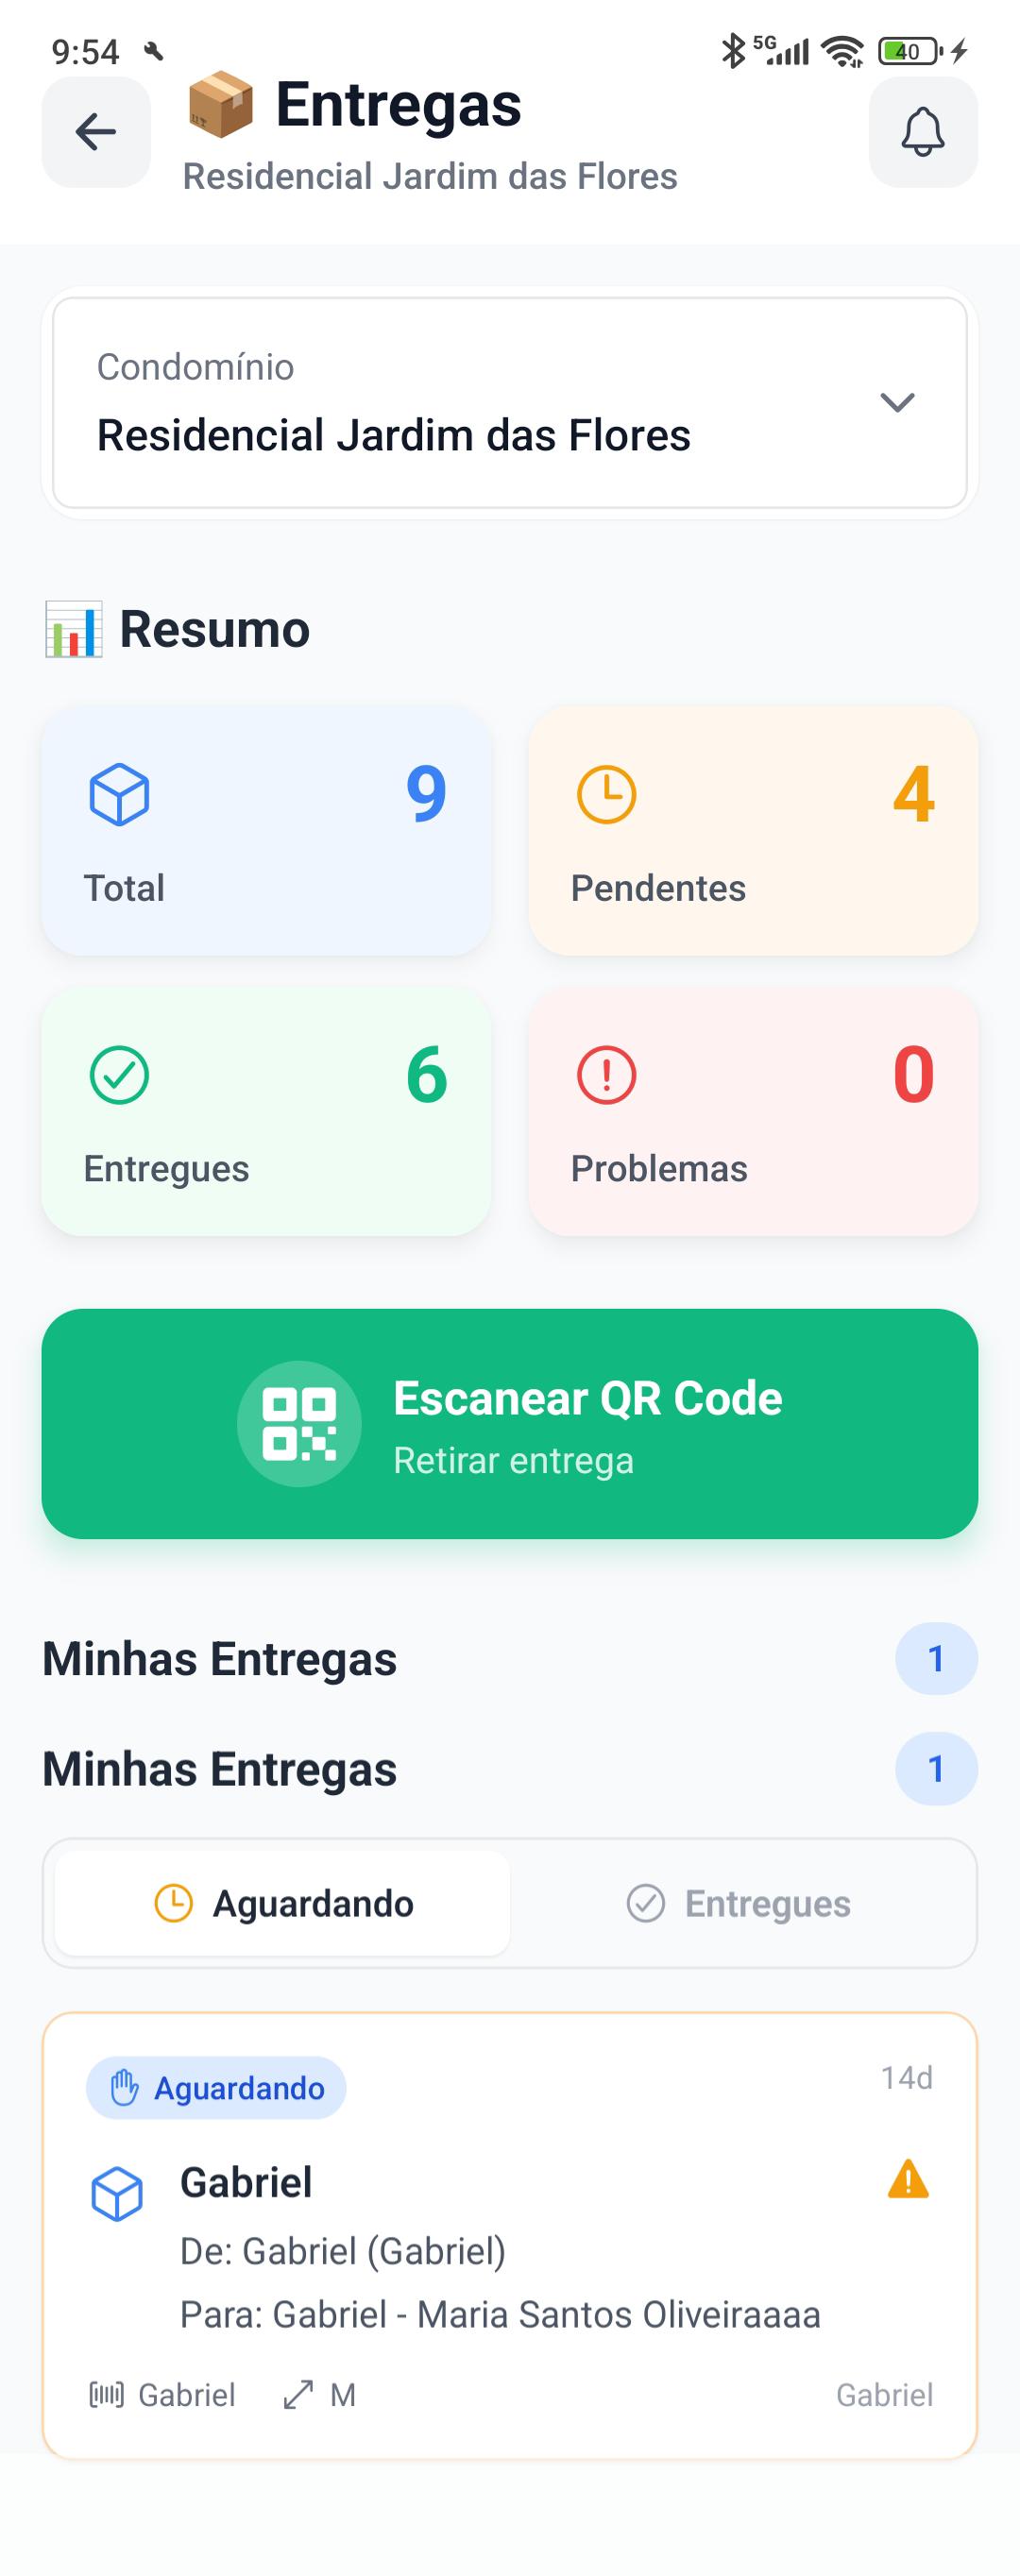 9:54
5G
40
Entregas
Residencial Jardim das Flores
Condomínio
Residencial Jardim das Flores
Resumo
9
Total
4
Pendentes
6
Entregues
0
Problemas
Escanear QR Code
Retirar entrega
Minhas Entregas
1
Minhas Entregas
1
Aguardando
Entregues
Aguardando
14d
Gabriel
De: Gabriel (Gabriel)
Para: Gabriel - Maria Santos Oliveiraaaa
Gabriel
M
Gabriel